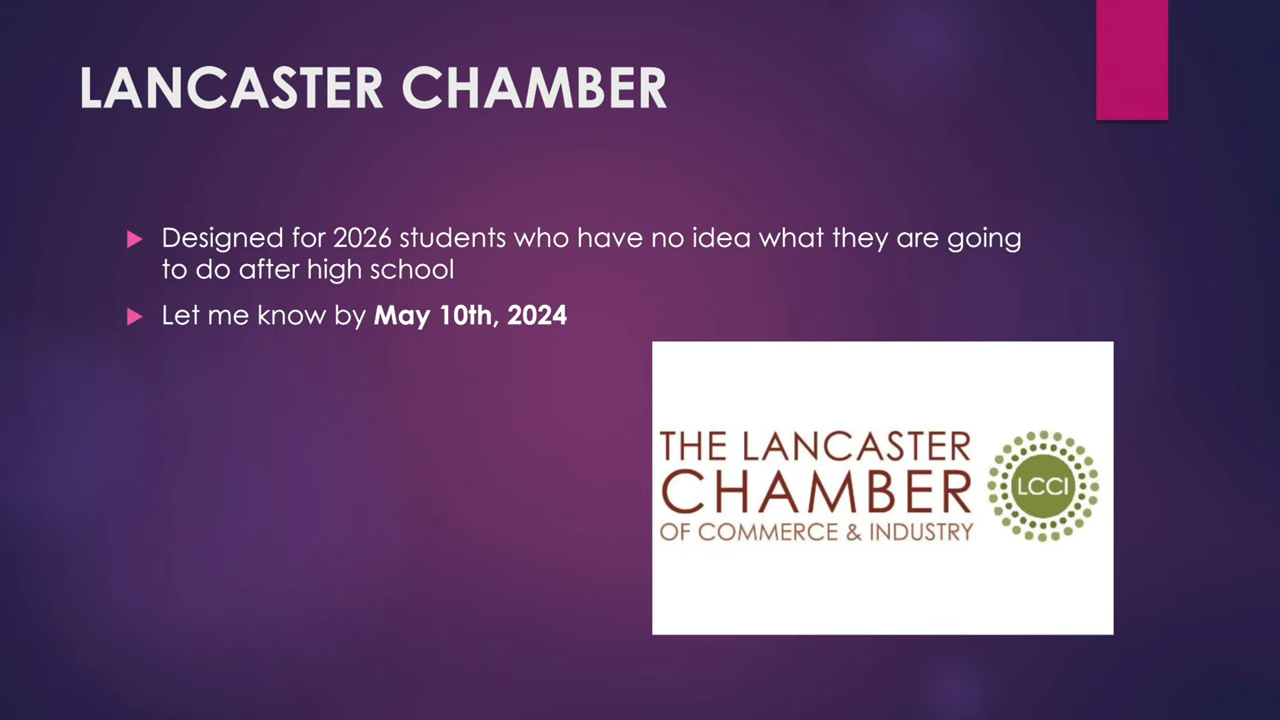 LANCASTER CHAMBER
Designed for 2026 students who have no idea what they are going
to do after high school
Let me know by May 10th, 2024
THE LANCASTER
CHAMBER
OF COMMERCE & INDUSTRY
LCCI